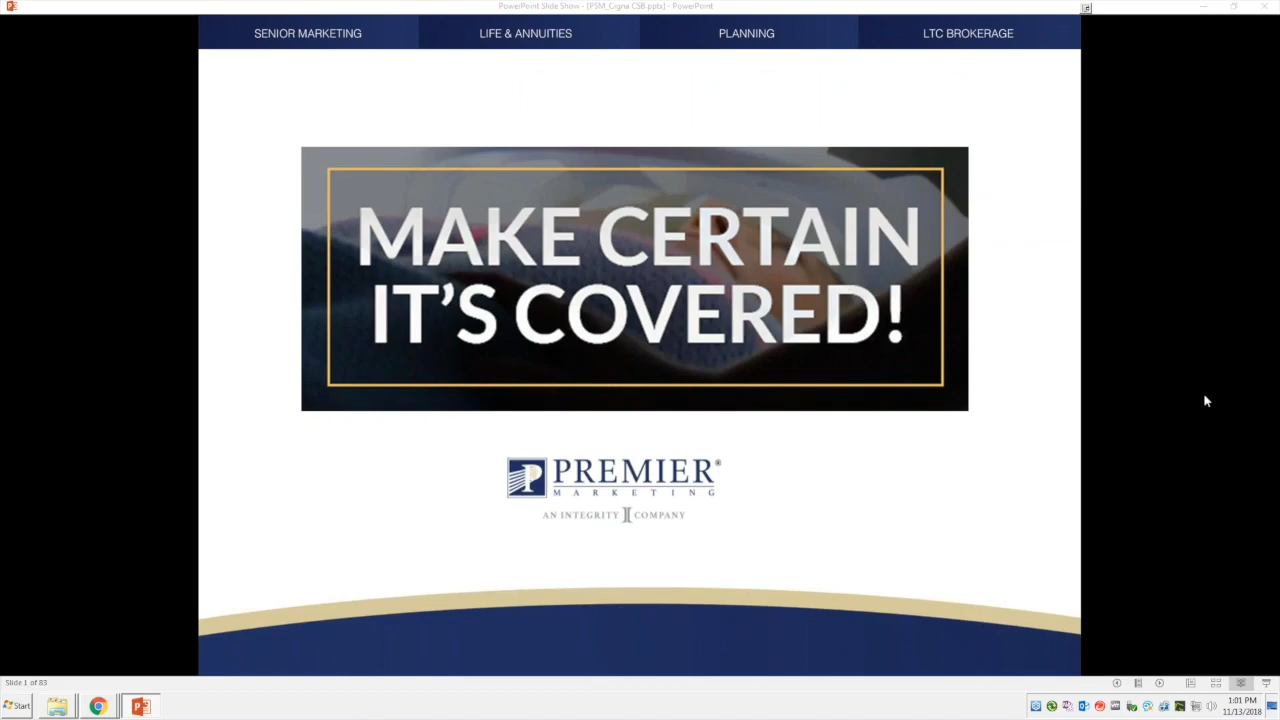 PowerPoint Slide Show - [PSM_Cigna CSB.pptx] - PowerPoint
SENIOR MARKETING
LIFE & ANNUITIES
PLANNING
LTC BROKERAGE
MAKE CERTAIN
IT'S COVERED!
PREMIER®
MARKETING
AN INTEGRITY COMPANY
Slide 1 of 83
Start
1:01 PM
11/13/2018